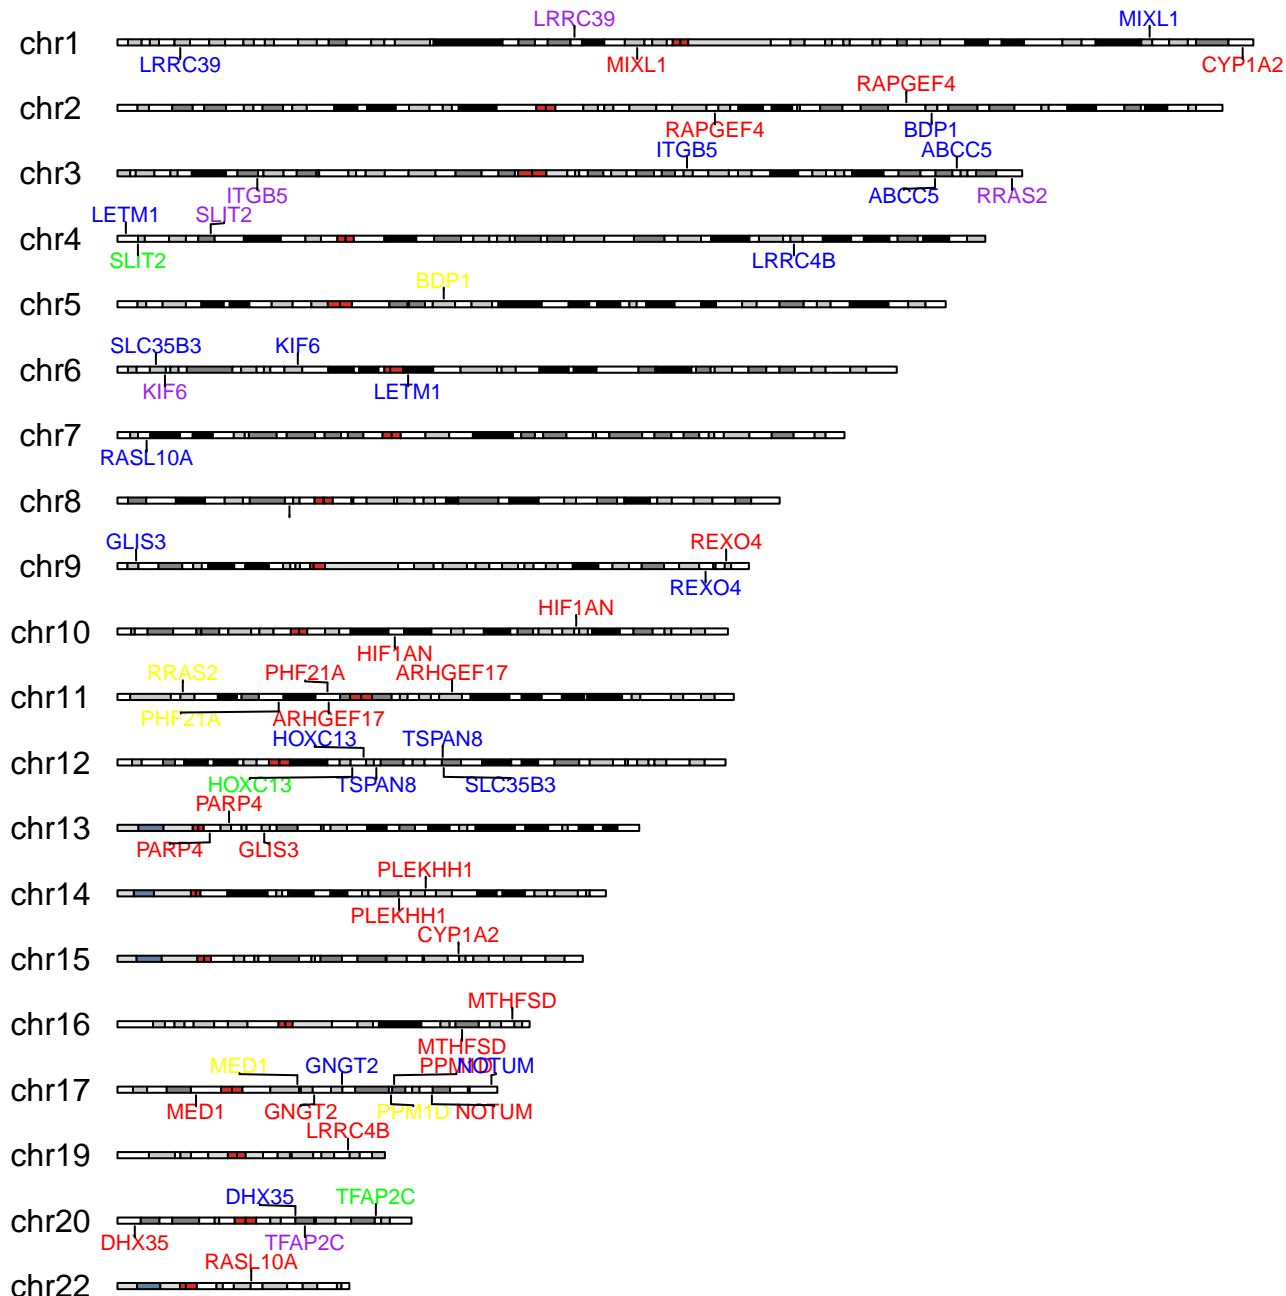 LRRC39 MIXL1
chr1
LRRC39 MIXL1 CYP1A2
RAPGEF4
chr2
RAPGEF4 BDP1
ITGB5 ABCC5
chr3
ITGB5 ABCC5 RRAS2
LETM1 SLIT2
chr4
SLIT2 LRRC4B
BDP1
chr5
SLC35B3 KIF6
chr6
KIF6 LETM1
chr7
RASL10A
chr8
GLIS3 REXO4
chr9
REXO4
HIF1AN
chr10
HIF1AN
RRAS2 PHF21A ARHGEF17
chr11
PHF21A ARHGEF17
HOXC13 TSPAN8
chr12
HOXC13 TSPAN8 SLC35B3
PARP4
chr13
PARP4 GLIS3
PLEKHH1
chr14
PLEKHH1
CYP1A2
chr15
MTHFSD
chr16
MTHFSD
MED1 GNGT2 PPM1D NOTUM
chr17
MED1 GNGT2 PPM1D NOTUM
LRRC4B
chr19
DHX35 TFAP2C
chr20
DHX35 TFAP2C
RASL10A
chr22